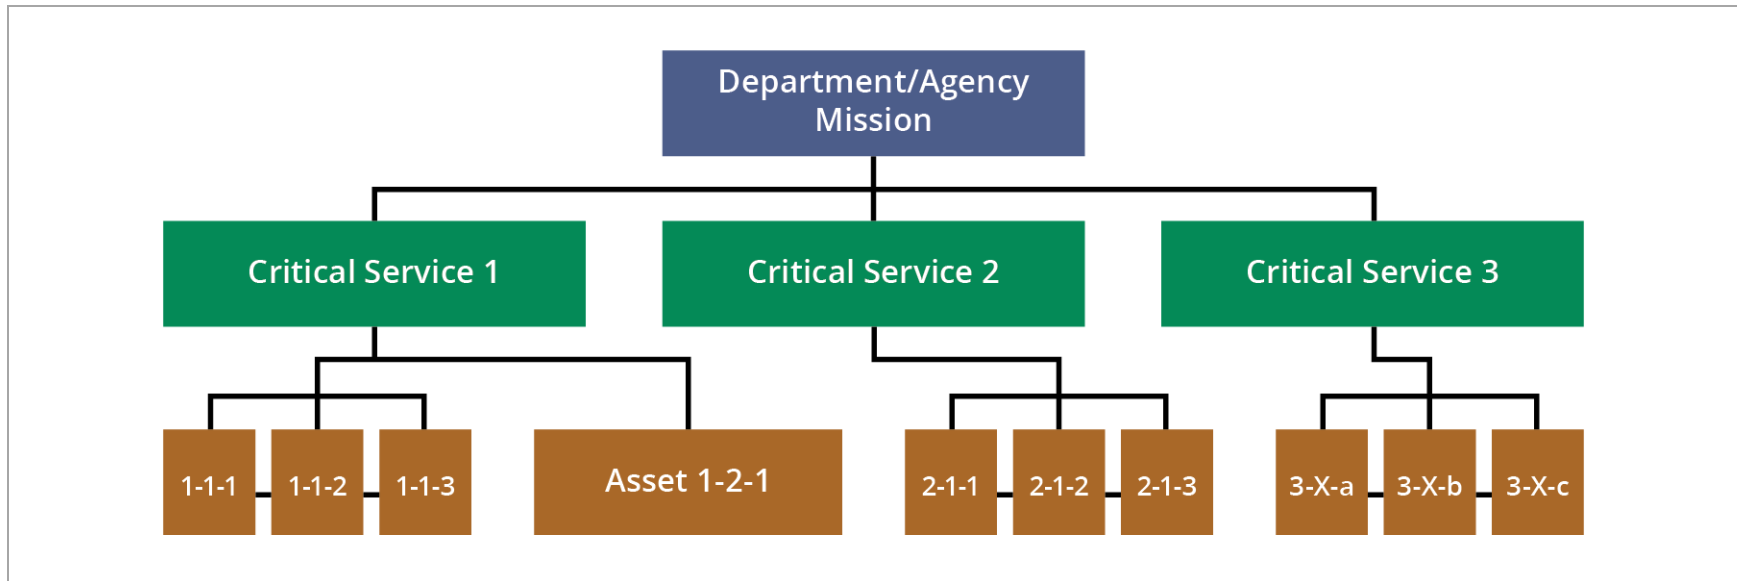 Department/Agency
Mission
Critical Service 1
Critical Service 2
Critical Service 3
1-1-1
1-1-2
1-1-3
Asset 1-2-1
2-1-1
2-1-2
2-1-3
3-X-a
3-X-b
3-X-c